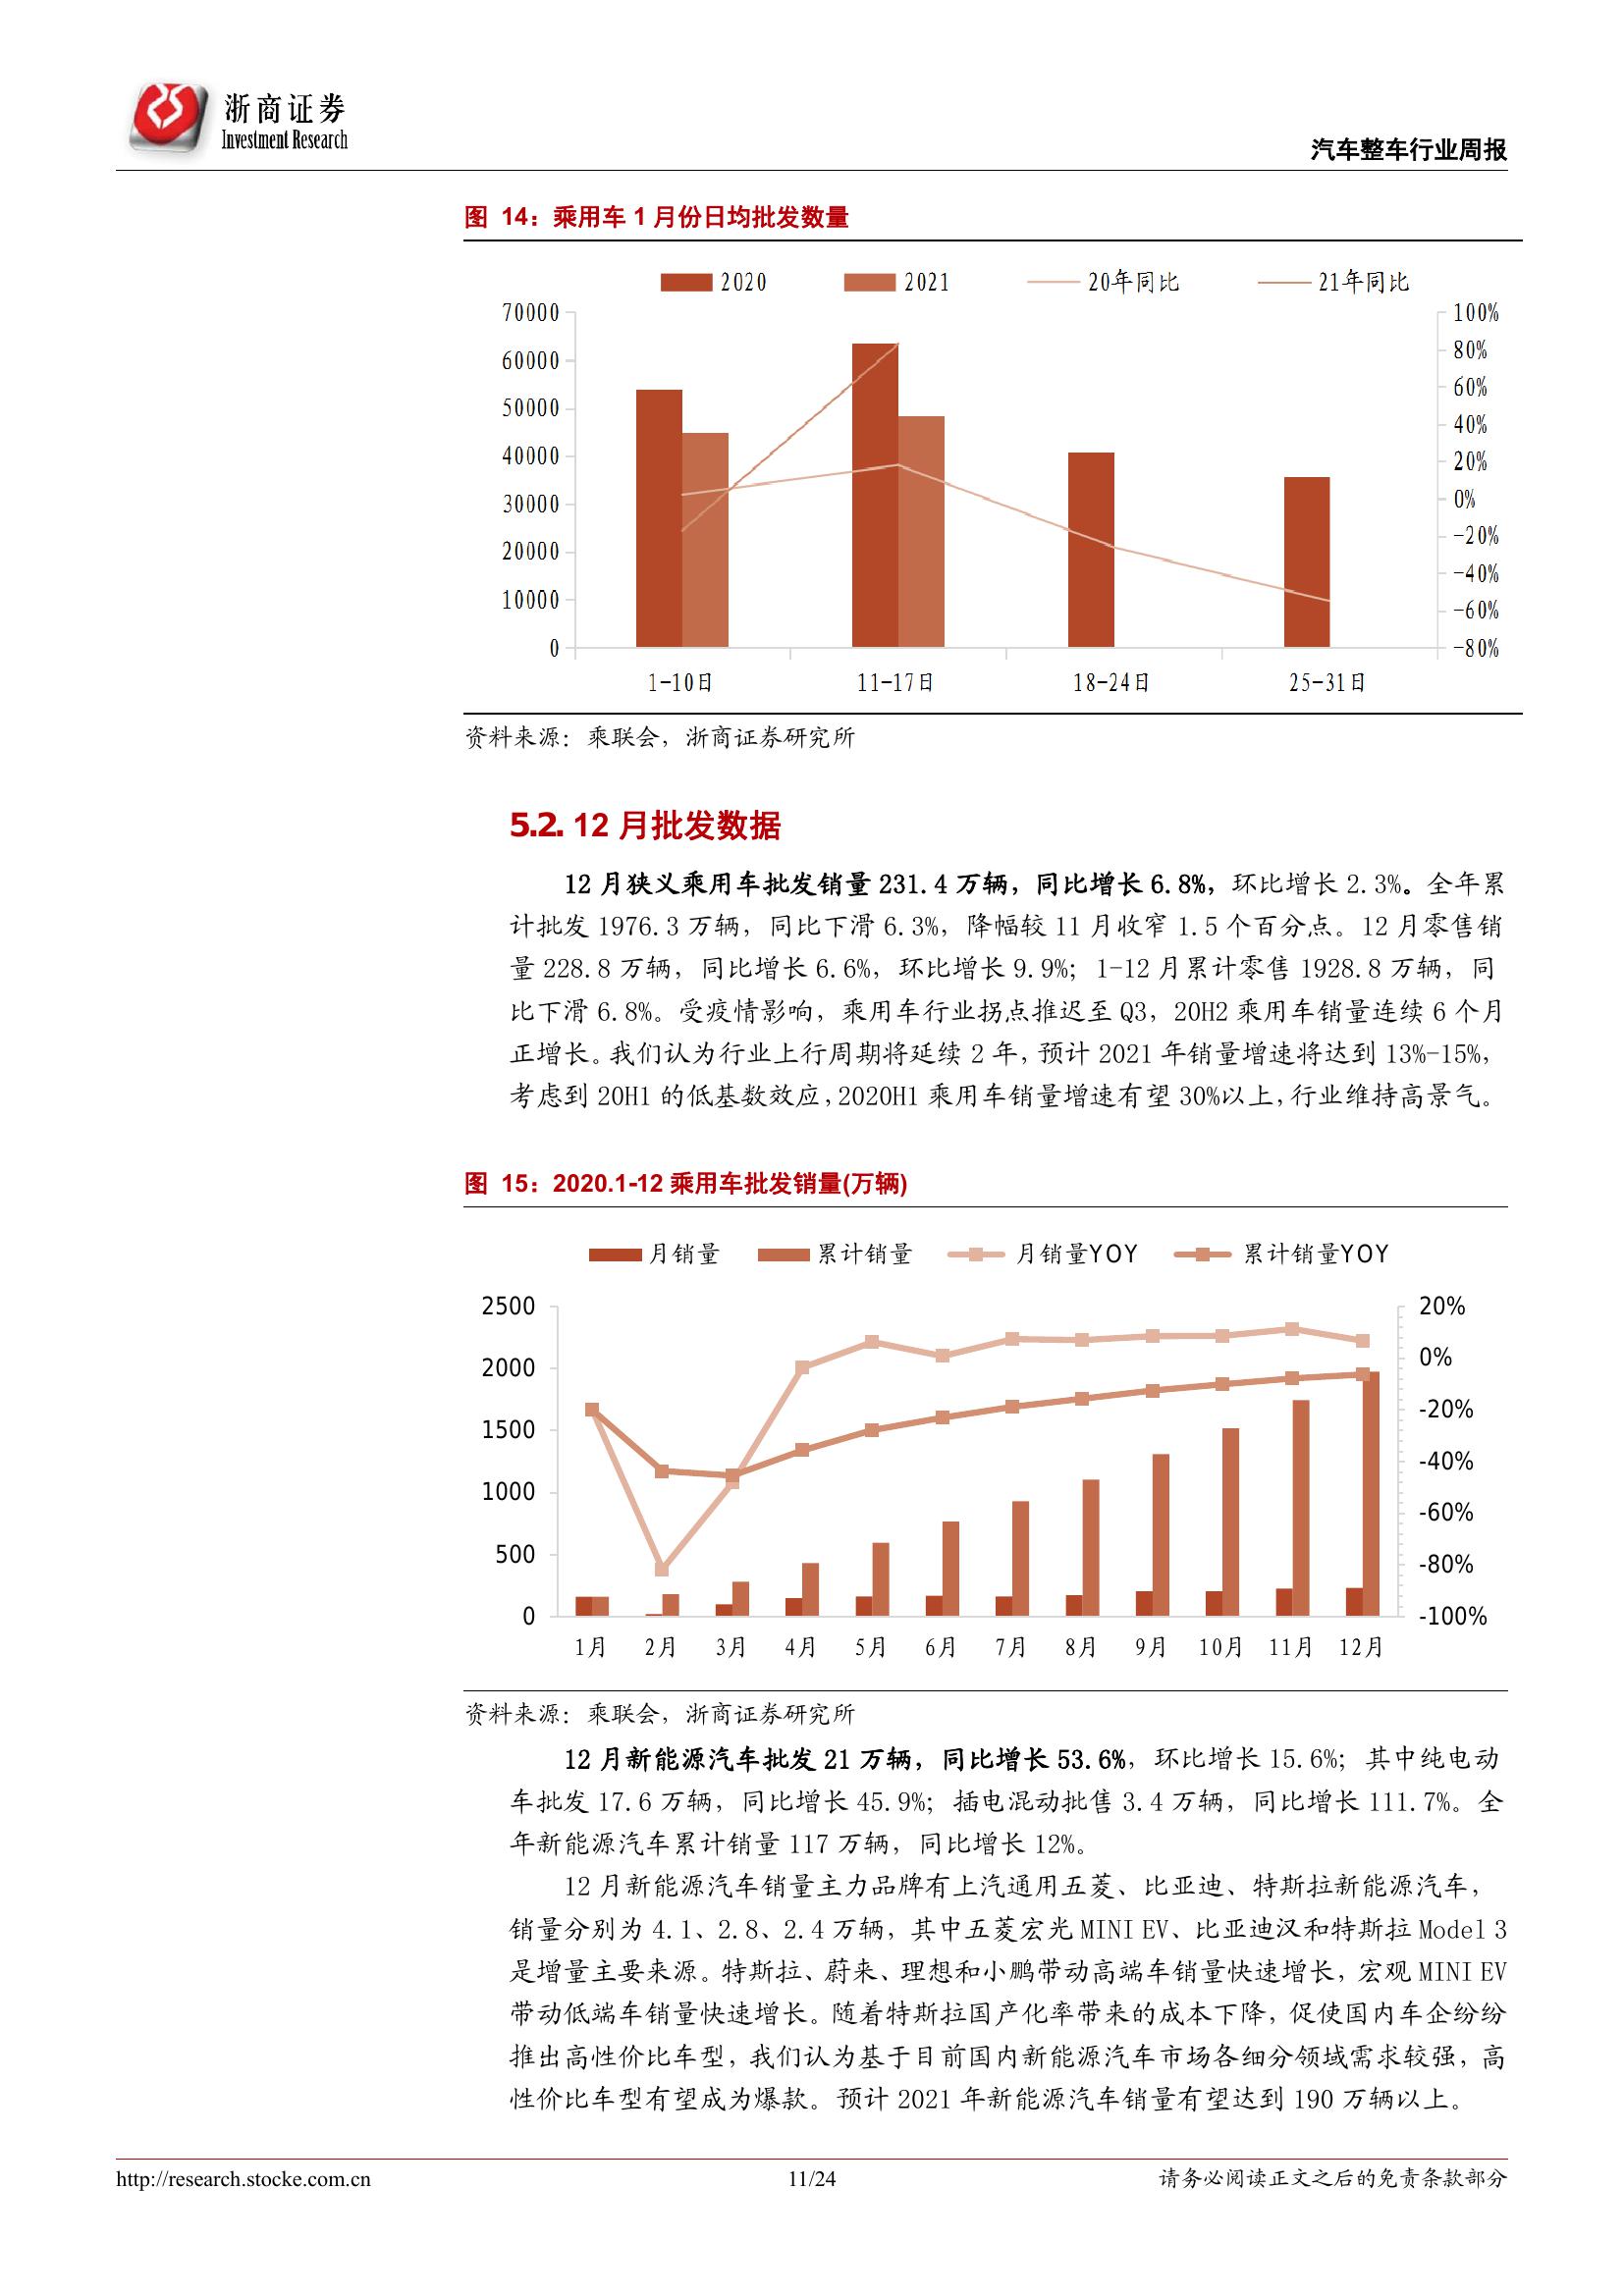 浙商证券
Investment Research
汽车整车行业周报
图 14：乘用车 1 月份日均批发数量
2020 2021 20年同比 21年同比
70000 100%
60000 80%
50000 60%
40000 40%
30000 20%
20000 0%
10000 -20%
0 -40%
-60%
-80%
1-10日 11-17日 18-24日 25-31日
资料来源：乘联会，浙商证券研究所
5.2. 12 月批发数据
12 月狭义乘用车批发销量 231.4 万辆，同比增长 6.8%，环比增长 2.3%。全年累
计批发 1976.3 万辆，同比下滑 6.3%，降幅较 11 月收窄 1.5 个百分点。12 月零售销
量 228.8 万辆，同比增长 6.6%，环比增长 9.9%；1-12 月累计零售 1928.8 万辆，同
比下滑 6.8%。受疫情影响，乘用车行业拐点推迟至 Q3，20H2 乘用车销量连续 6 个月
正增长。我们认为行业上行周期将延续 2 年，预计 2021 年销量增速将达到 13%-15%，
考虑到 20H1 的低基数效应，2020H1 乘用车销量增速有望 30%以上，行业维持高景气。
图 15：2020.1-12 乘用车批发销量(万辆)
月销量 累计销量 月销量YOY 累计销量YOY
2500 20%
2000 0%
1500 -20%
1000 -40%
500 -60%
0 -80%
-100%
1月 2月 3月 4月 5月 6月 7月 8月 9月 10月 11月 12月
资料来源：乘联会，浙商证券研究所
12 月新能源汽车批发 21 万辆，同比增长 53.6%，环比增长 15.6%；其中纯电动
车批发 17.6 万辆，同比增长 45.9%；插电混动批售 3.4 万辆，同比增长 111.7%。全
年新能源汽车累计销量 117 万辆，同比增长 12%。
12 月新能源汽车销量主力品牌有上汽通用五菱、比亚迪、特斯拉新能源汽车，
销量分别为 4.1、2.8、2.4 万辆，其中五菱宏光 MINI EV、比亚迪汉和特斯拉 Model 3
是增量主要来源。特斯拉、蔚来、理想和小鹏带动高端车销量快速增长，宏观 MINI EV
带动低端车销量快速增长。随着特斯拉国产化率带来的成本下降，促使国内车企纷纷
推出高性价比车型，我们认为基于目前国内新能源汽车市场各细分领域需求较强，高
性价比车型有望成为爆款。预计 2021 年新能源汽车销量有望达到 190 万辆以上。
http://research.stocke.com.cn 11/24 请务必阅读正文之后的免责条款部分